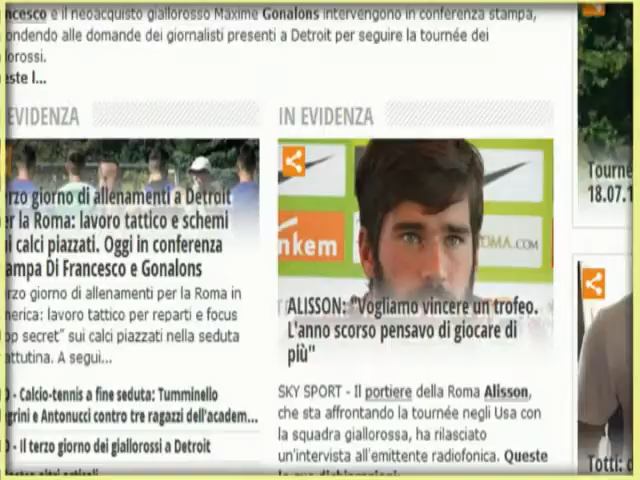 ncesco e il neoacquisto giallorosso Maxime Gonalons intervengono in conferenza stampa,
ondendo alle domande dei giornalisti presenti a Detroit per seguire la tournée dei
lorossi.
este l...
EVIDENZA
IN EVIDENZA
erzo giorno di allenamenti a Detroit
er la Roma: lavoro tattico e schemi
i calci piazzati. Oggi in conferenza
ampa Di Francesco e Gonalons
erzo giorno di allenamenti per la Roma in
merica: lavoro tattico per reparti e focus
op secret” sui calci piazzati nella seduta
attutina. A segui...
O - Calcio-tennis a fine seduta: Tumminello
grini e Antonucci contro tre ragazzi dell'academ...
O - Il terzo giorno dei giallorossi a Detroit
nkem
OMA.COM
ALISSON: "Vogliamo vincere un trofeo.
L'anno scorso pensavo di giocare di
più"
SKY SPORT - Il portiere della Roma Alisson,
che sta affrontando la tournée negli Usa con
la squadra giallorossa, ha rilasciato
un'intervista all'emittente radiofonica. Queste
Tourné
18.07.1
Totti: